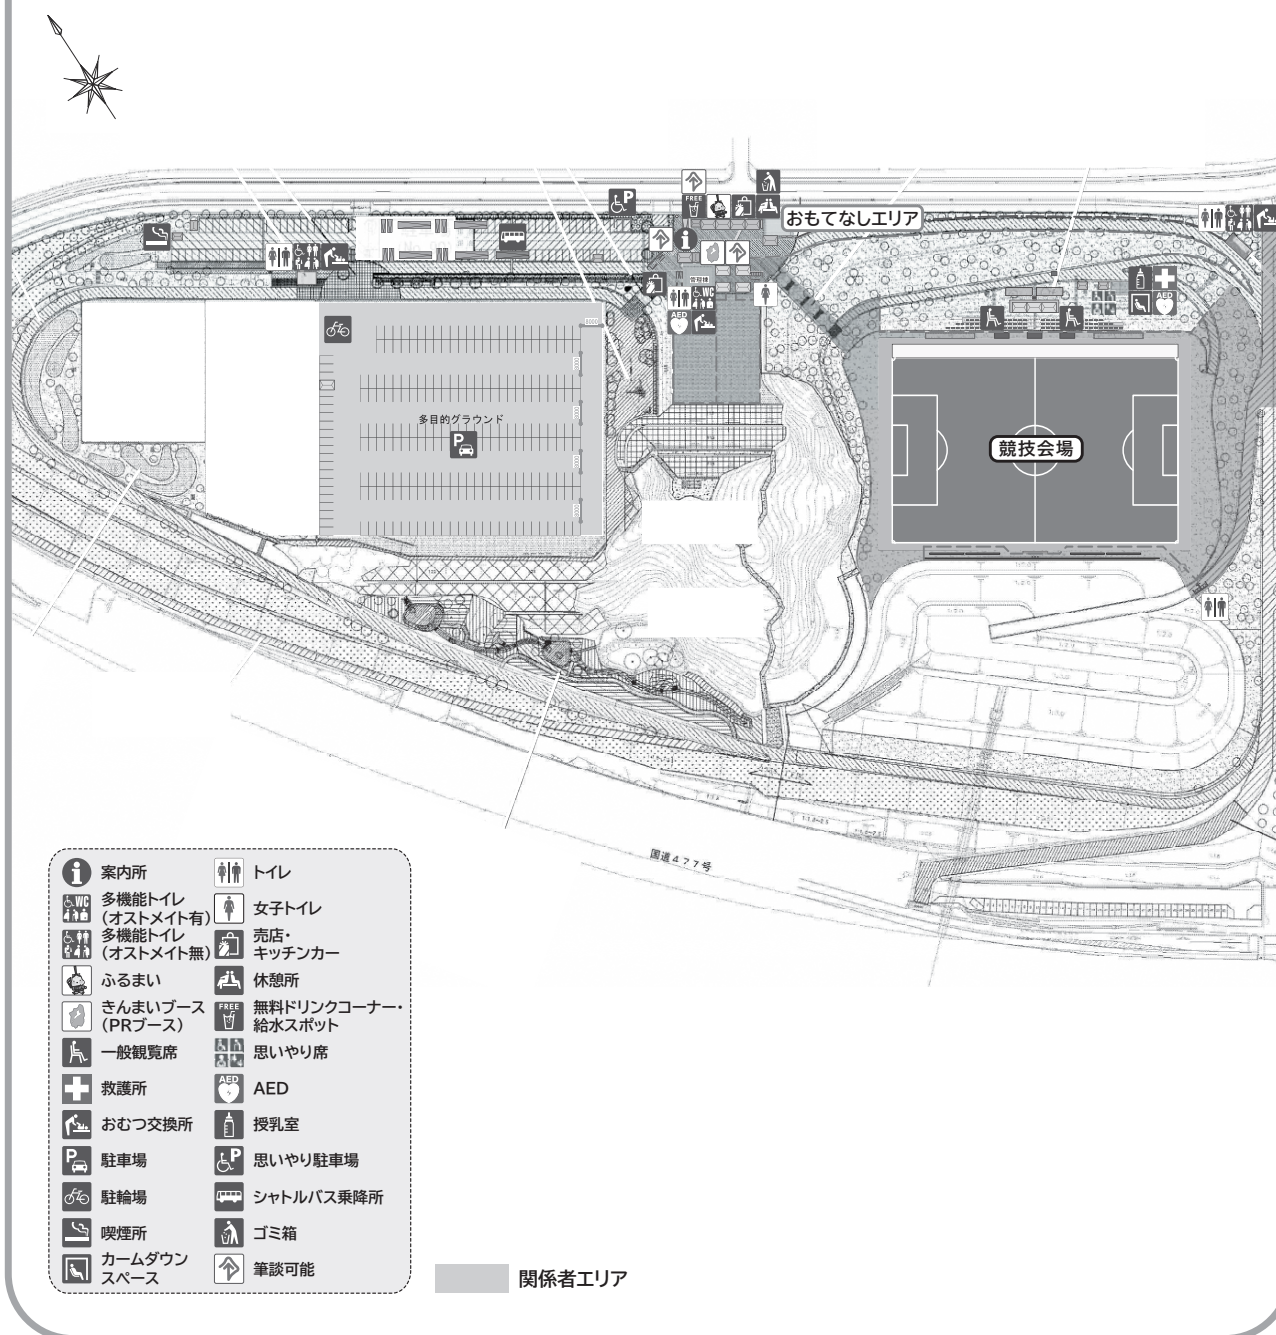 FREE
P
おもてなしエリア
i
管理棟
WC
AED
AED
多目的グラウンド
P
競技会場
国道477号
i 案内所
トイレ
WC 多機能トイレ
(オストメイト有)
女子トイレ
多機能トイレ
(オストメイト無)
売店・
キッチンカー
ふるまい
休憩所
きんまいブース
(PRブース)
FREE 無料ドリンクコーナー・
給水スポット
一般観覧席
思いやり席
救護所
AED AED
おむつ交換所
授乳室
P 駐車場
P 思いやり駐車場
駐輪場
シャトルバス乗降所
喫煙所
ゴミ箱
カームダウン
スペース
筆談可能
関係者エリア